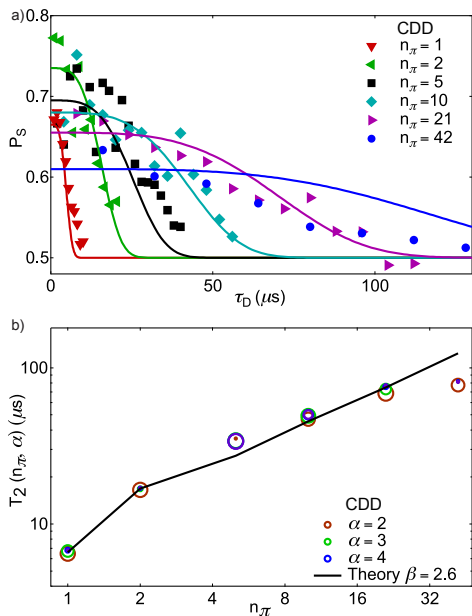 a)
0.8
0.7
0.6
0.5
P_S
CDD
n_π = 1
n_π = 2
n_π = 5
n_π = 10
n_π = 21
n_π = 42
0 50 100
τ_D (μs)
b)
100
10
T_2 (n_π, α) (μs)
CDD
α = 2
α = 3
α = 4
Theory β = 2.6
1 2 4 8 16 32
n_π